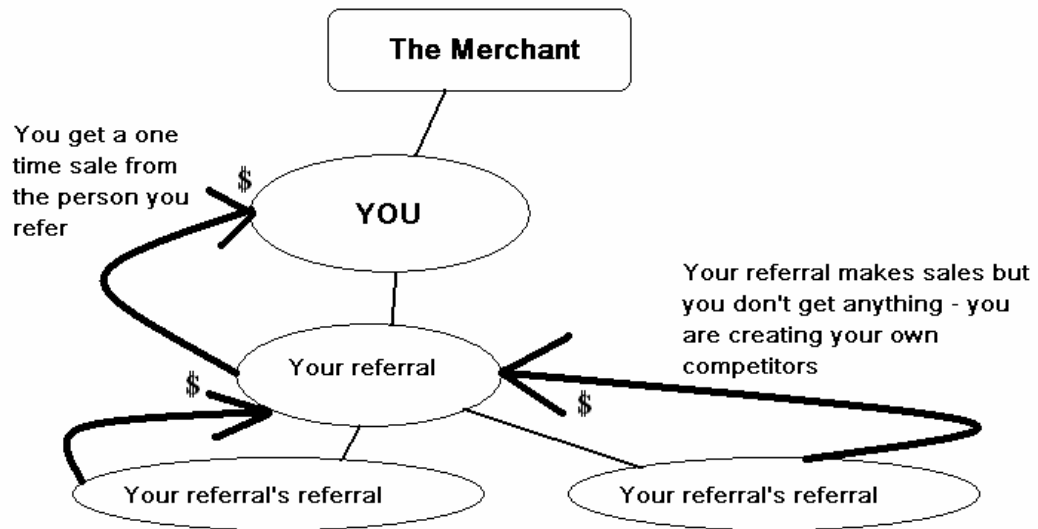 The Merchant
You get a one
time sale from
the person you
refer
$
YOU
Your referral makes sales but
you don't get anything - you
are creating your own
competitors
Your referral
$
$
Your referral's referral
Your referral's referral